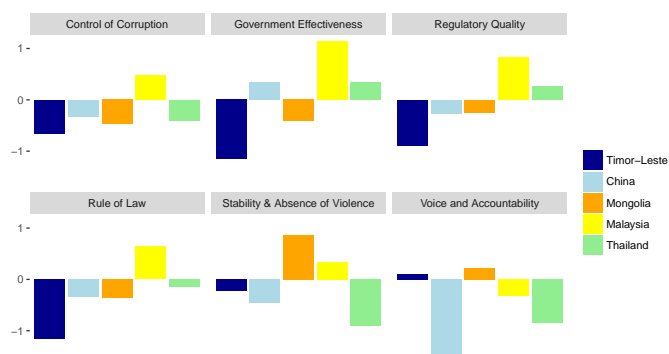 Control of Corruption
Government Effectiveness
Regulatory Quality
1
0
−1
Rule of Law
Stability & Absence of Violence
Voice and Accountability
1
0
−1
Timor−Leste
China
Mongolia
Malaysia
Thailand